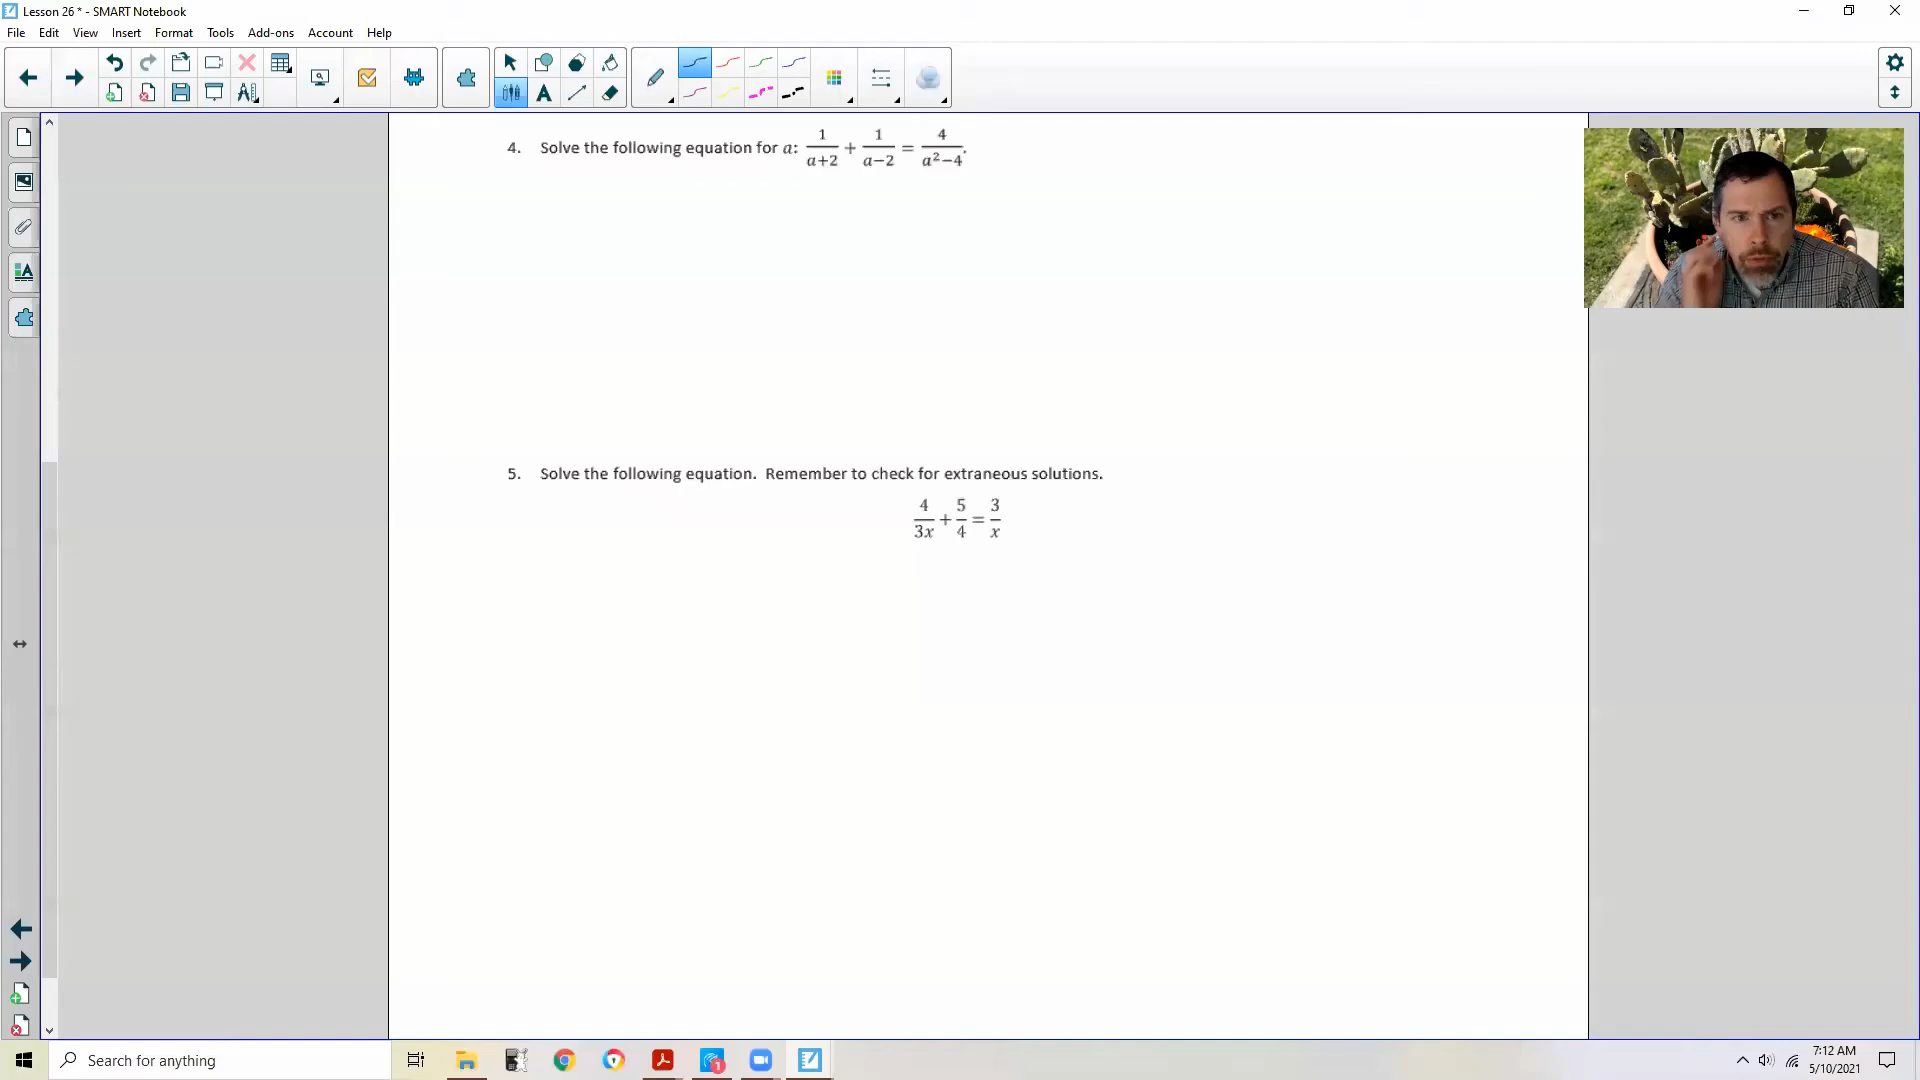 Lesson 26 * - SMART Notebook
File Edit View Insert Format Tools Add-ons Account Help
4. Solve the following equation for a: 1/(a+2) + 1/(a−2) = 4/(a²−4).
5. Solve the following equation. Remember to check for extraneous solutions.
4/(3x) + 5/4 = 3/x
Search for anything
1
7:12 AM
5/10/2021